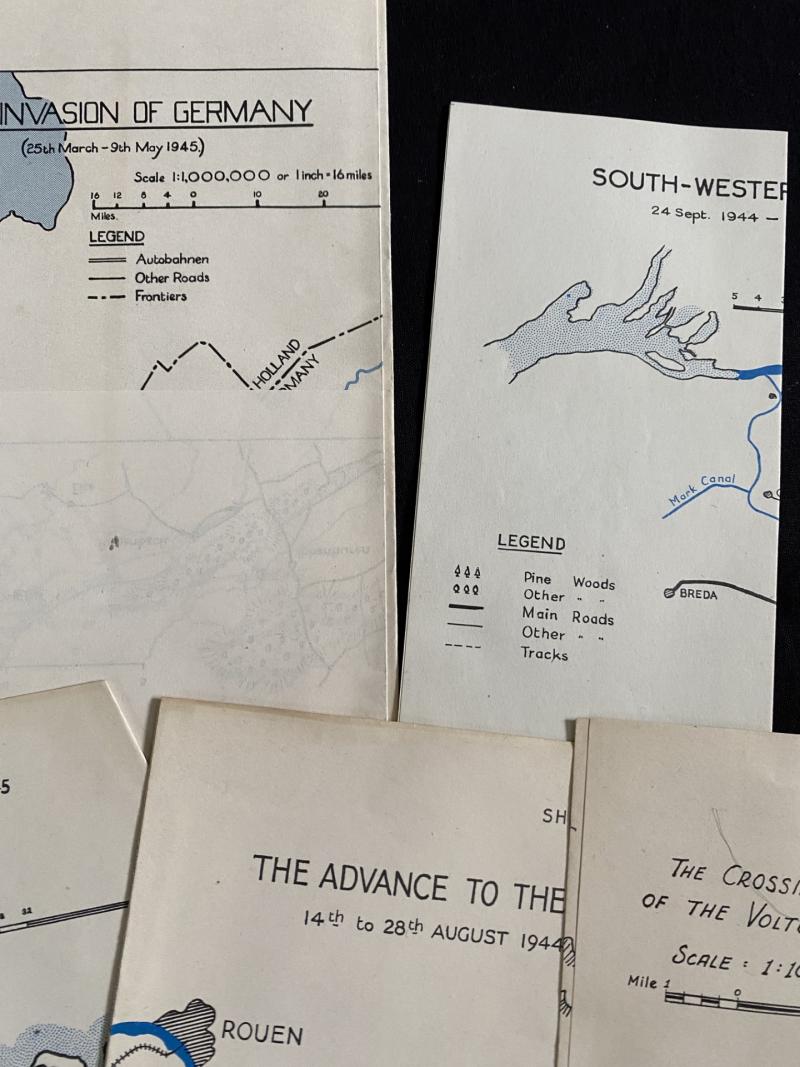 INVASION OF GERMANY
(25th March - 9th May 1945.)
Scale 1:1,000,000 or 1 inch = 16 miles
16 12 8 4 0 10 20
Miles.
LEGEND
Autobahnen
Other Roads
Frontiers
HOLLAND
SOUTH-WESTER
24 Sept. 1944 —
5 4
Mark Canal
LEGEND
Pine Woods
Other " "
Main Roads
Other " "
Tracks
BREDA
5
32
SH
THE ADVANCE TO THE
14th to 28th AUGUST 1944
ROUEN
THE CROSSI
OF THE VOLT
SCALE : 1:10
Mile 1 0